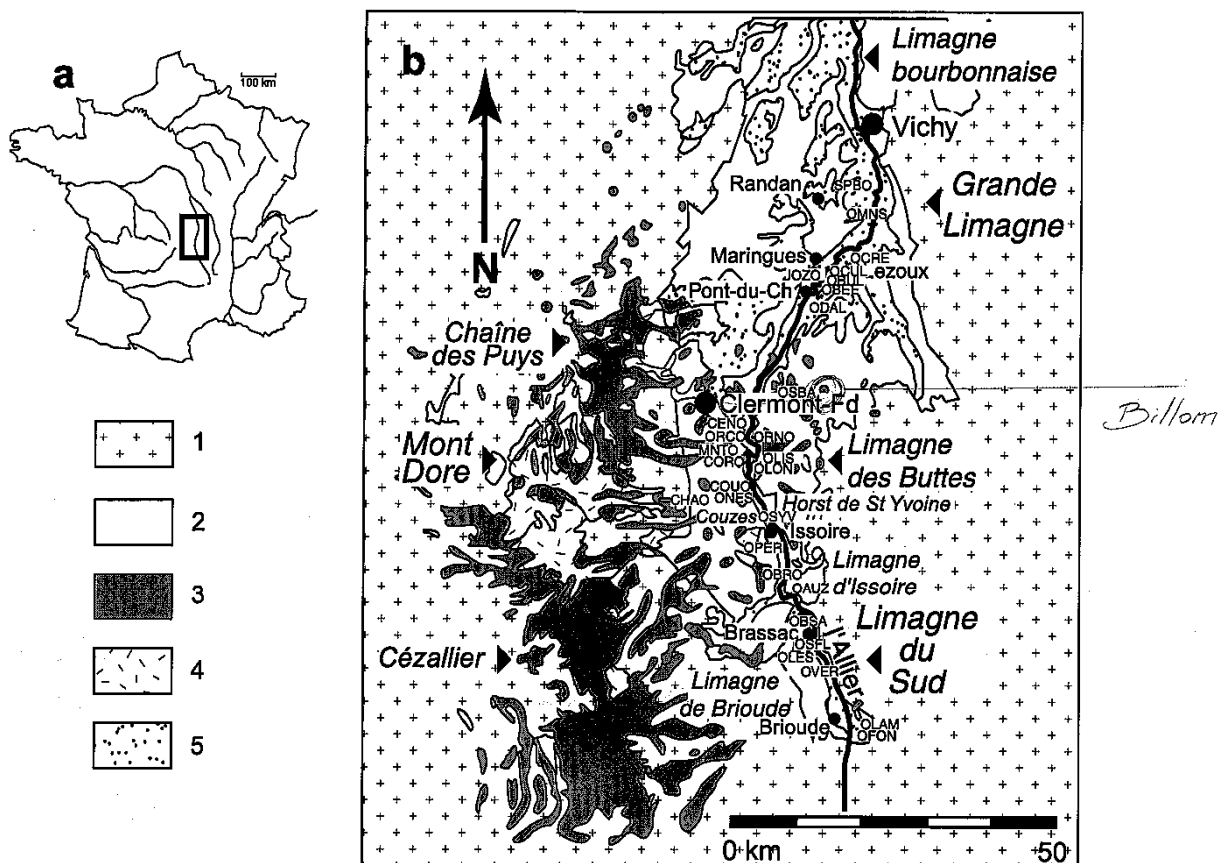 a
100 km
b
Limagne
bourbonnaise
Vichy
Randan
SPBO
OMNS
Grande
Limagne
Maringues
OCRE
JOZO
OCUL
ezoux
OBUL
Pont-du-Ch
OBEF
ODAL
N
Chaîne
des Puys
OSBA
Clermont-Fd
Billom
CENO
ORCO
ORNO
MNTO
OLIS
CORO
OLON
Mont
Dore
Limagne
des Buttes
COUO
CHAO
ONES
Horst de St Yvoine
Couzes
OSYV
Issoire
OPER
Limagne
d'Issoire
OBRO
OAUZ
OBSA
Brassac
OSFL
OLES
OVER
l'Allier
Limagne
du
Sud
Cézallier
Limagne
de Brioude
Brioude
OLAM
OFON
0 km
50
1
2
3
4
5